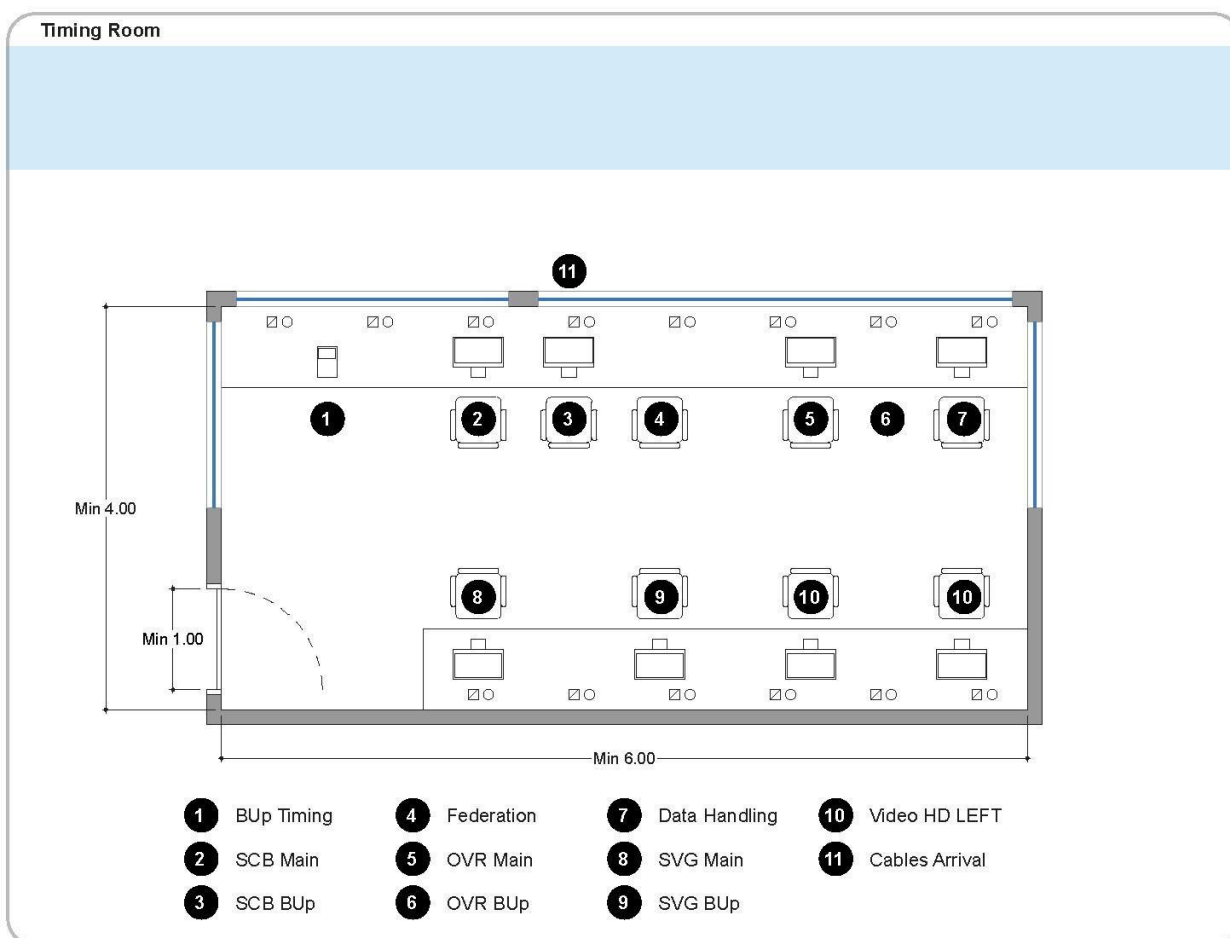 Timing Room
11
1 2 3 4 5 6 7
Min 4.00
8 9 10 10
Min 1.00
Min 6.00
1 BUp Timing 4 Federation 7 Data Handling 10 Video HD LEFT
2 SCB Main 5 OVR Main 8 SVG Main 11 Cables Arrival
3 SCB BUp 6 OVR BUp 9 SVG BUp